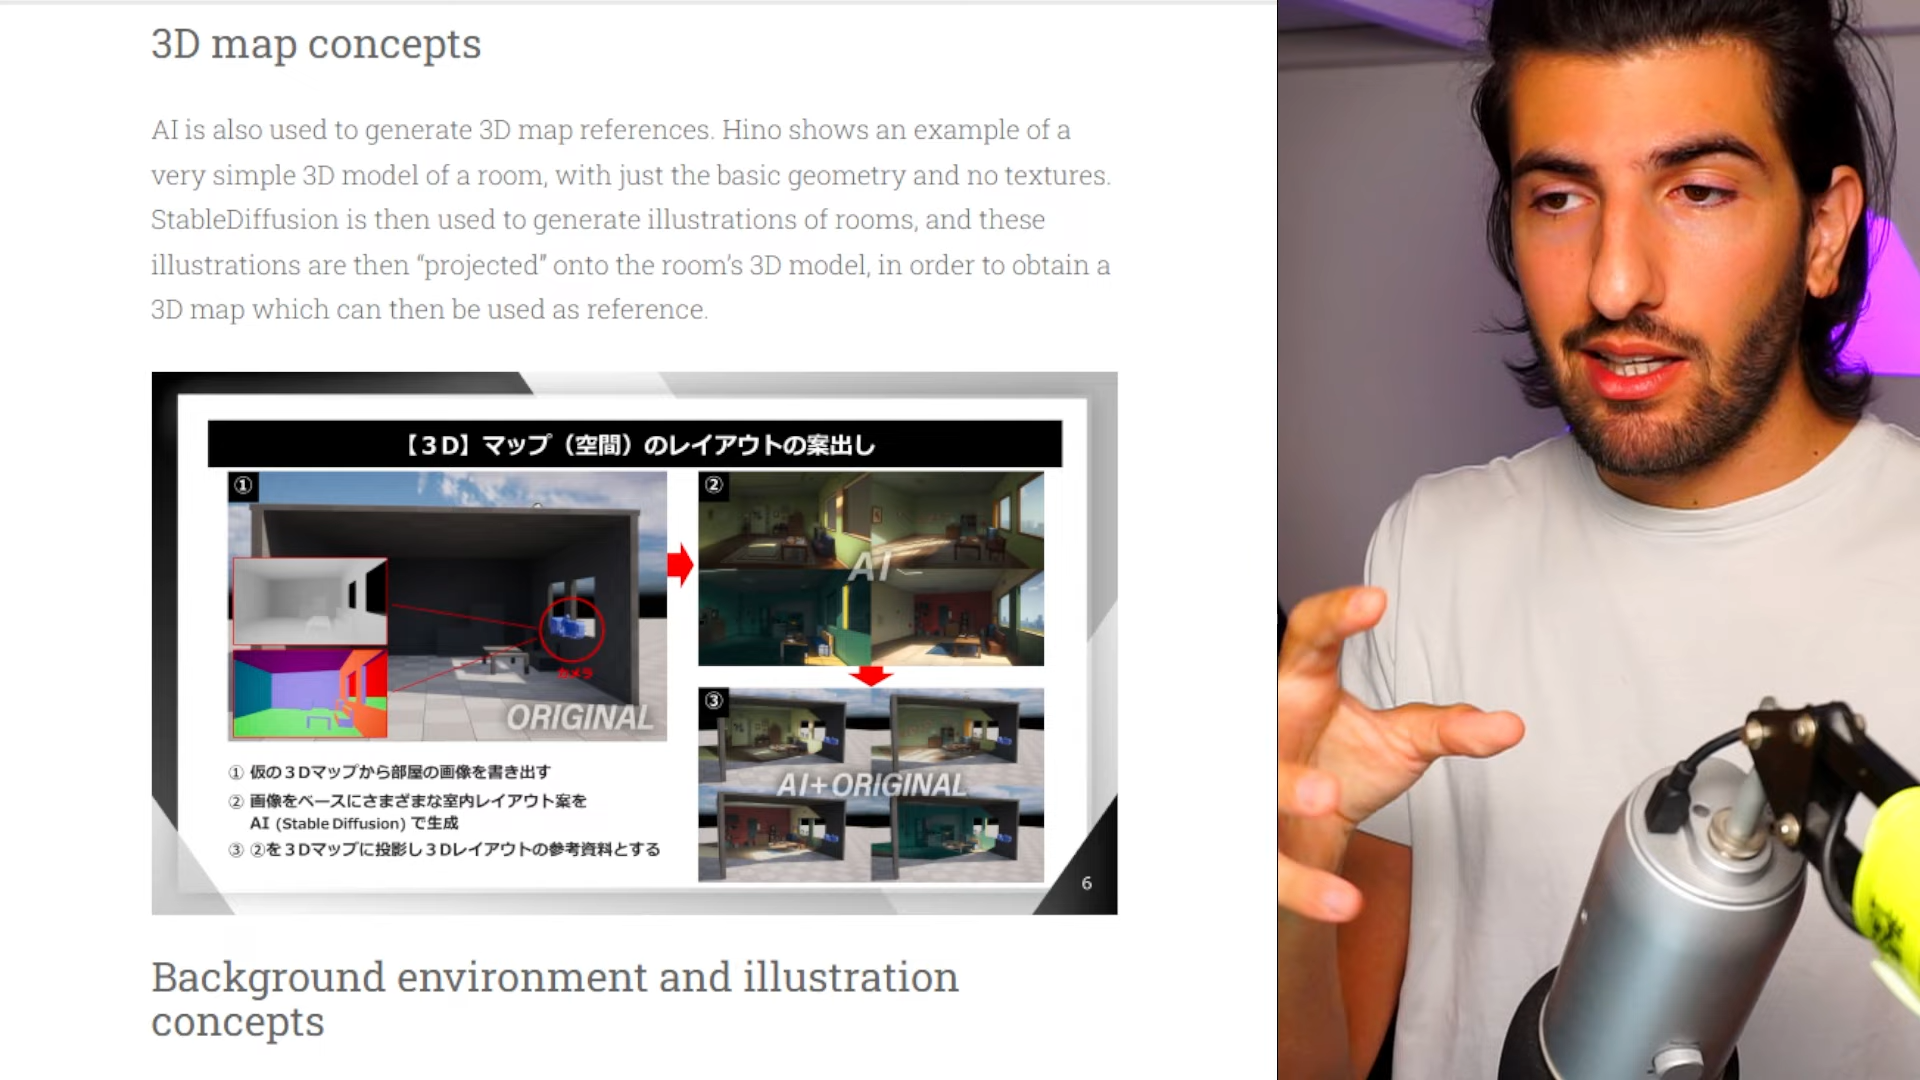 3D map concepts
AI is also used to generate 3D map references. Hino shows an example of a
very simple 3D model of a room, with just the basic geometry and no textures.
StableDiffusion is then used to generate illustrations of rooms, and these
illustrations are then “projected” onto the room’s 3D model, in order to obtain a
3D map which can then be used as reference.
【３D】マップ（空間）のレイアウトの案出し
①
カメラ
ORIGINAL
②
AI
③
AI+ORIGINAL
① 仮の３Dマップから部屋の画像を書き出す
② 画像をベースにさまざまな室内レイアウト案を
AI (Stable Diffusion) で生成
③ ②を３Dマップに投影し３Dレイアウトの参考資料とする
6
Background environment and illustration
concepts